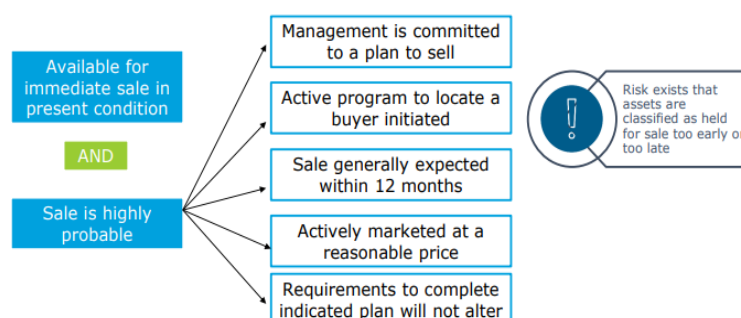 Available for
immediate sale in
present condition
AND
Sale is highly
probable
Management is committed
to a plan to sell
Active program to locate a
buyer initiated
Sale generally expected
within 12 months
Actively marketed at a
reasonable price
Requirements to complete
indicated plan will not alter
!
Risk exists that
assets are
classified as held
for sale too early or
too late